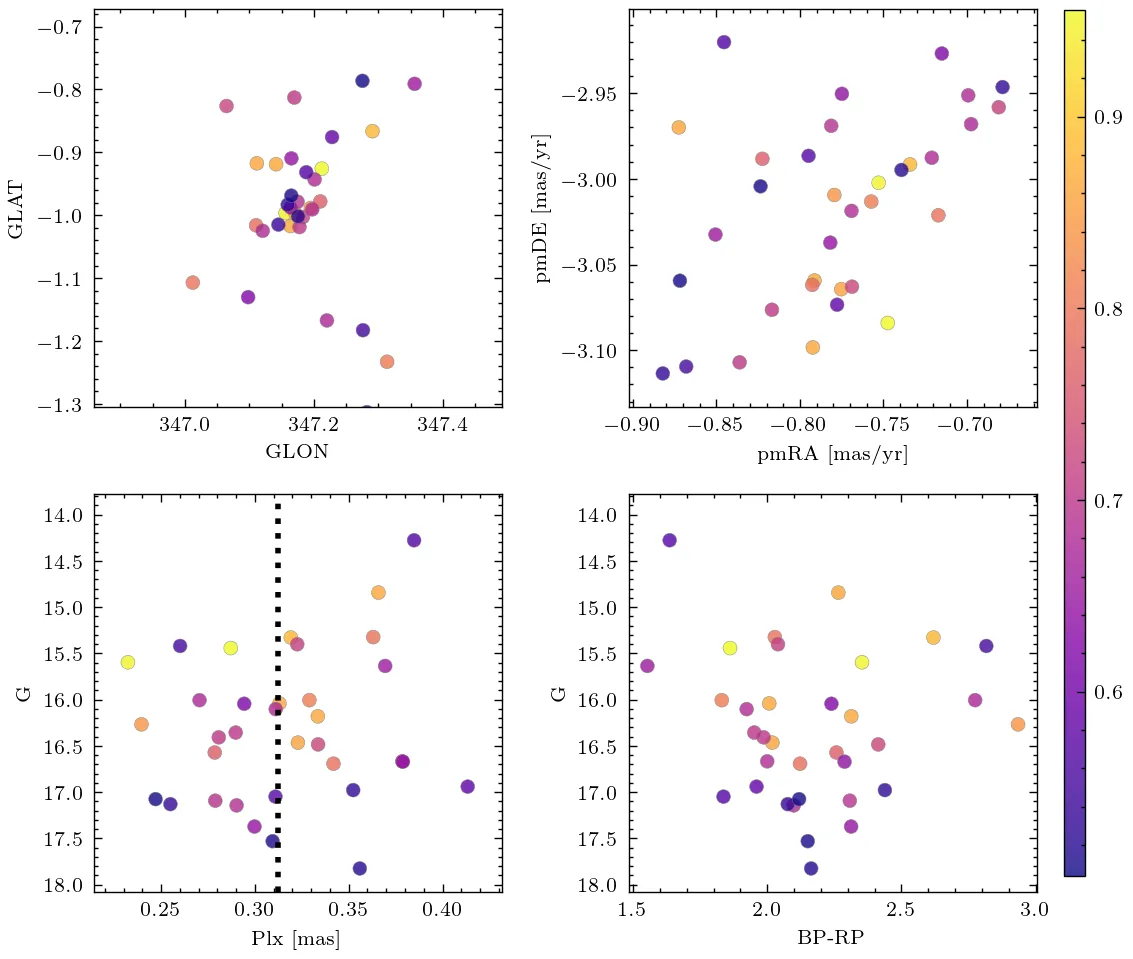 −0.7
−0.8
−0.9
−1.0
−1.1
−1.2
−1.3
GLAT
347.0 347.2 347.4
GLON
−2.95
−3.00
−3.05
−3.10
pmDE [mas/yr]
−0.90 −0.85 −0.80 −0.75 −0.70
pmRA [mas/yr]
0.9
0.8
0.7
0.6
14.0
14.5
15.0
15.5
16.0
16.5
17.0
17.5
18.0
G
0.25 0.30 0.35 0.40
Plx [mas]
14.0
14.5
15.0
15.5
16.0
16.5
17.0
17.5
18.0
G
1.5 2.0 2.5 3.0
BP-RP